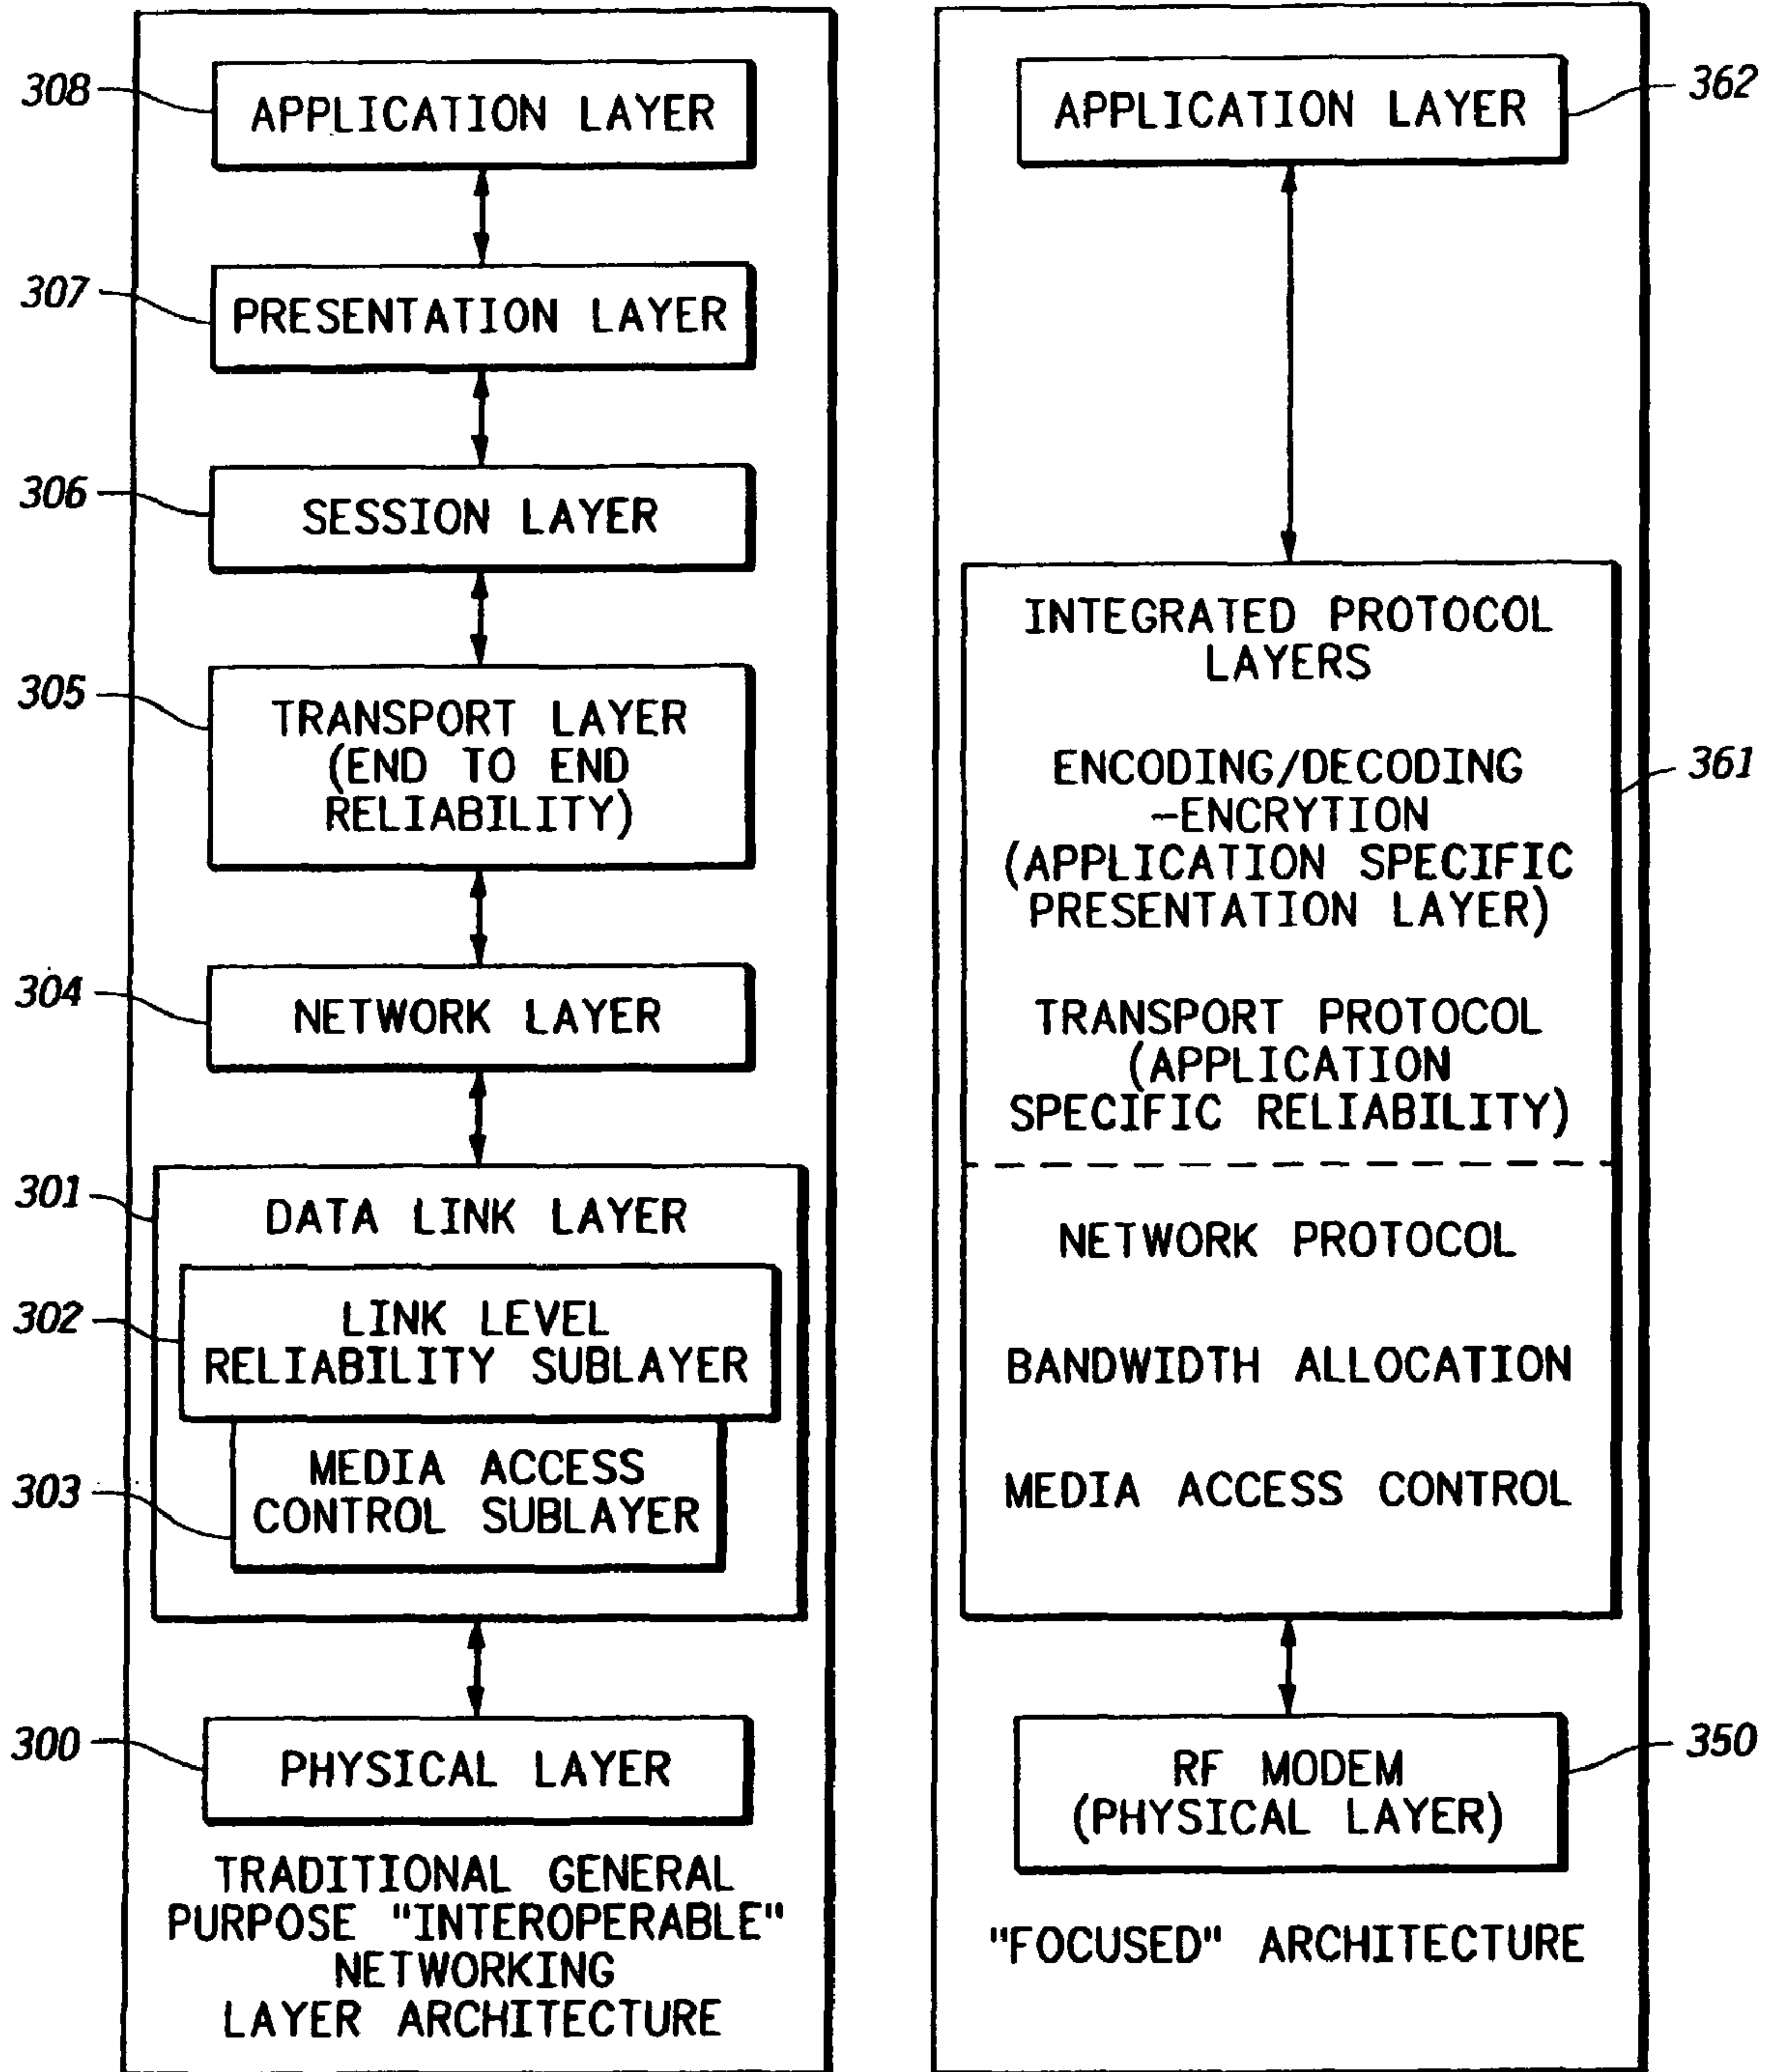 308
APPLICATION LAYER
307
PRESENTATION LAYER
306
SESSION LAYER
305
TRANSPORT LAYER
(END TO END
RELIABILITY)
304
NETWORK LAYER
301
DATA LINK LAYER
302
LINK LEVEL
RELIABILITY SUBLAYER
303
MEDIA ACCESS
CONTROL SUBLAYER
300
PHYSICAL LAYER
TRADITIONAL GENERAL
PURPOSE "INTEROPERABLE"
NETWORKING
LAYER ARCHITECTURE
362
APPLICATION LAYER
361
INTEGRATED PROTOCOL
LAYERS
ENCODING/DECODING
-ENCRYTION
(APPLICATION SPECIFIC
PRESENTATION LAYER)
TRANSPORT PROTOCOL
(APPLICATION
SPECIFIC RELIABILITY)
NETWORK PROTOCOL
BANDWIDTH ALLOCATION
MEDIA ACCESS CONTROL
350
RF MODEM
(PHYSICAL LAYER)
"FOCUSED" ARCHITECTURE